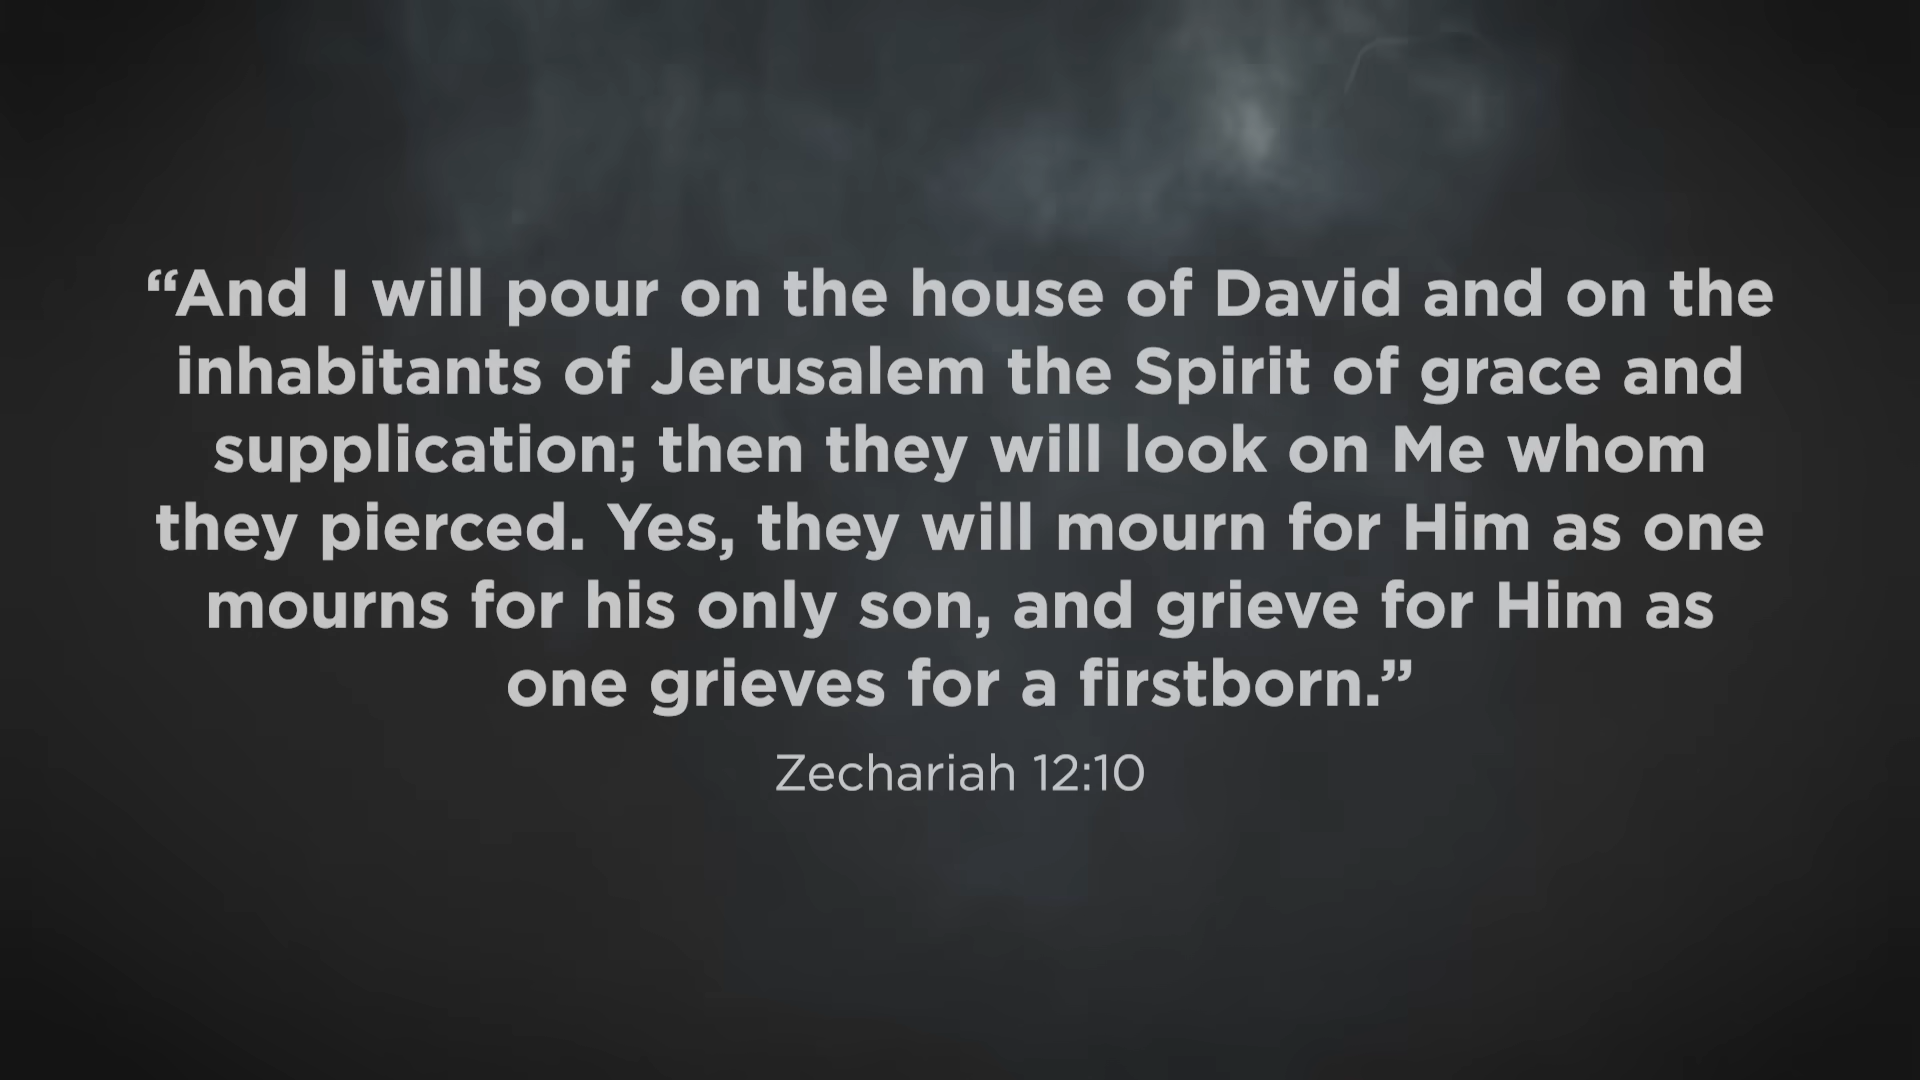 “And I will pour on the house of David and on the
inhabitants of Jerusalem the Spirit of grace and
supplication; then they will look on Me whom
they pierced. Yes, they will mourn for Him as one
mourns for his only son, and grieve for Him as
one grieves for a firstborn.”
Zechariah 12:10